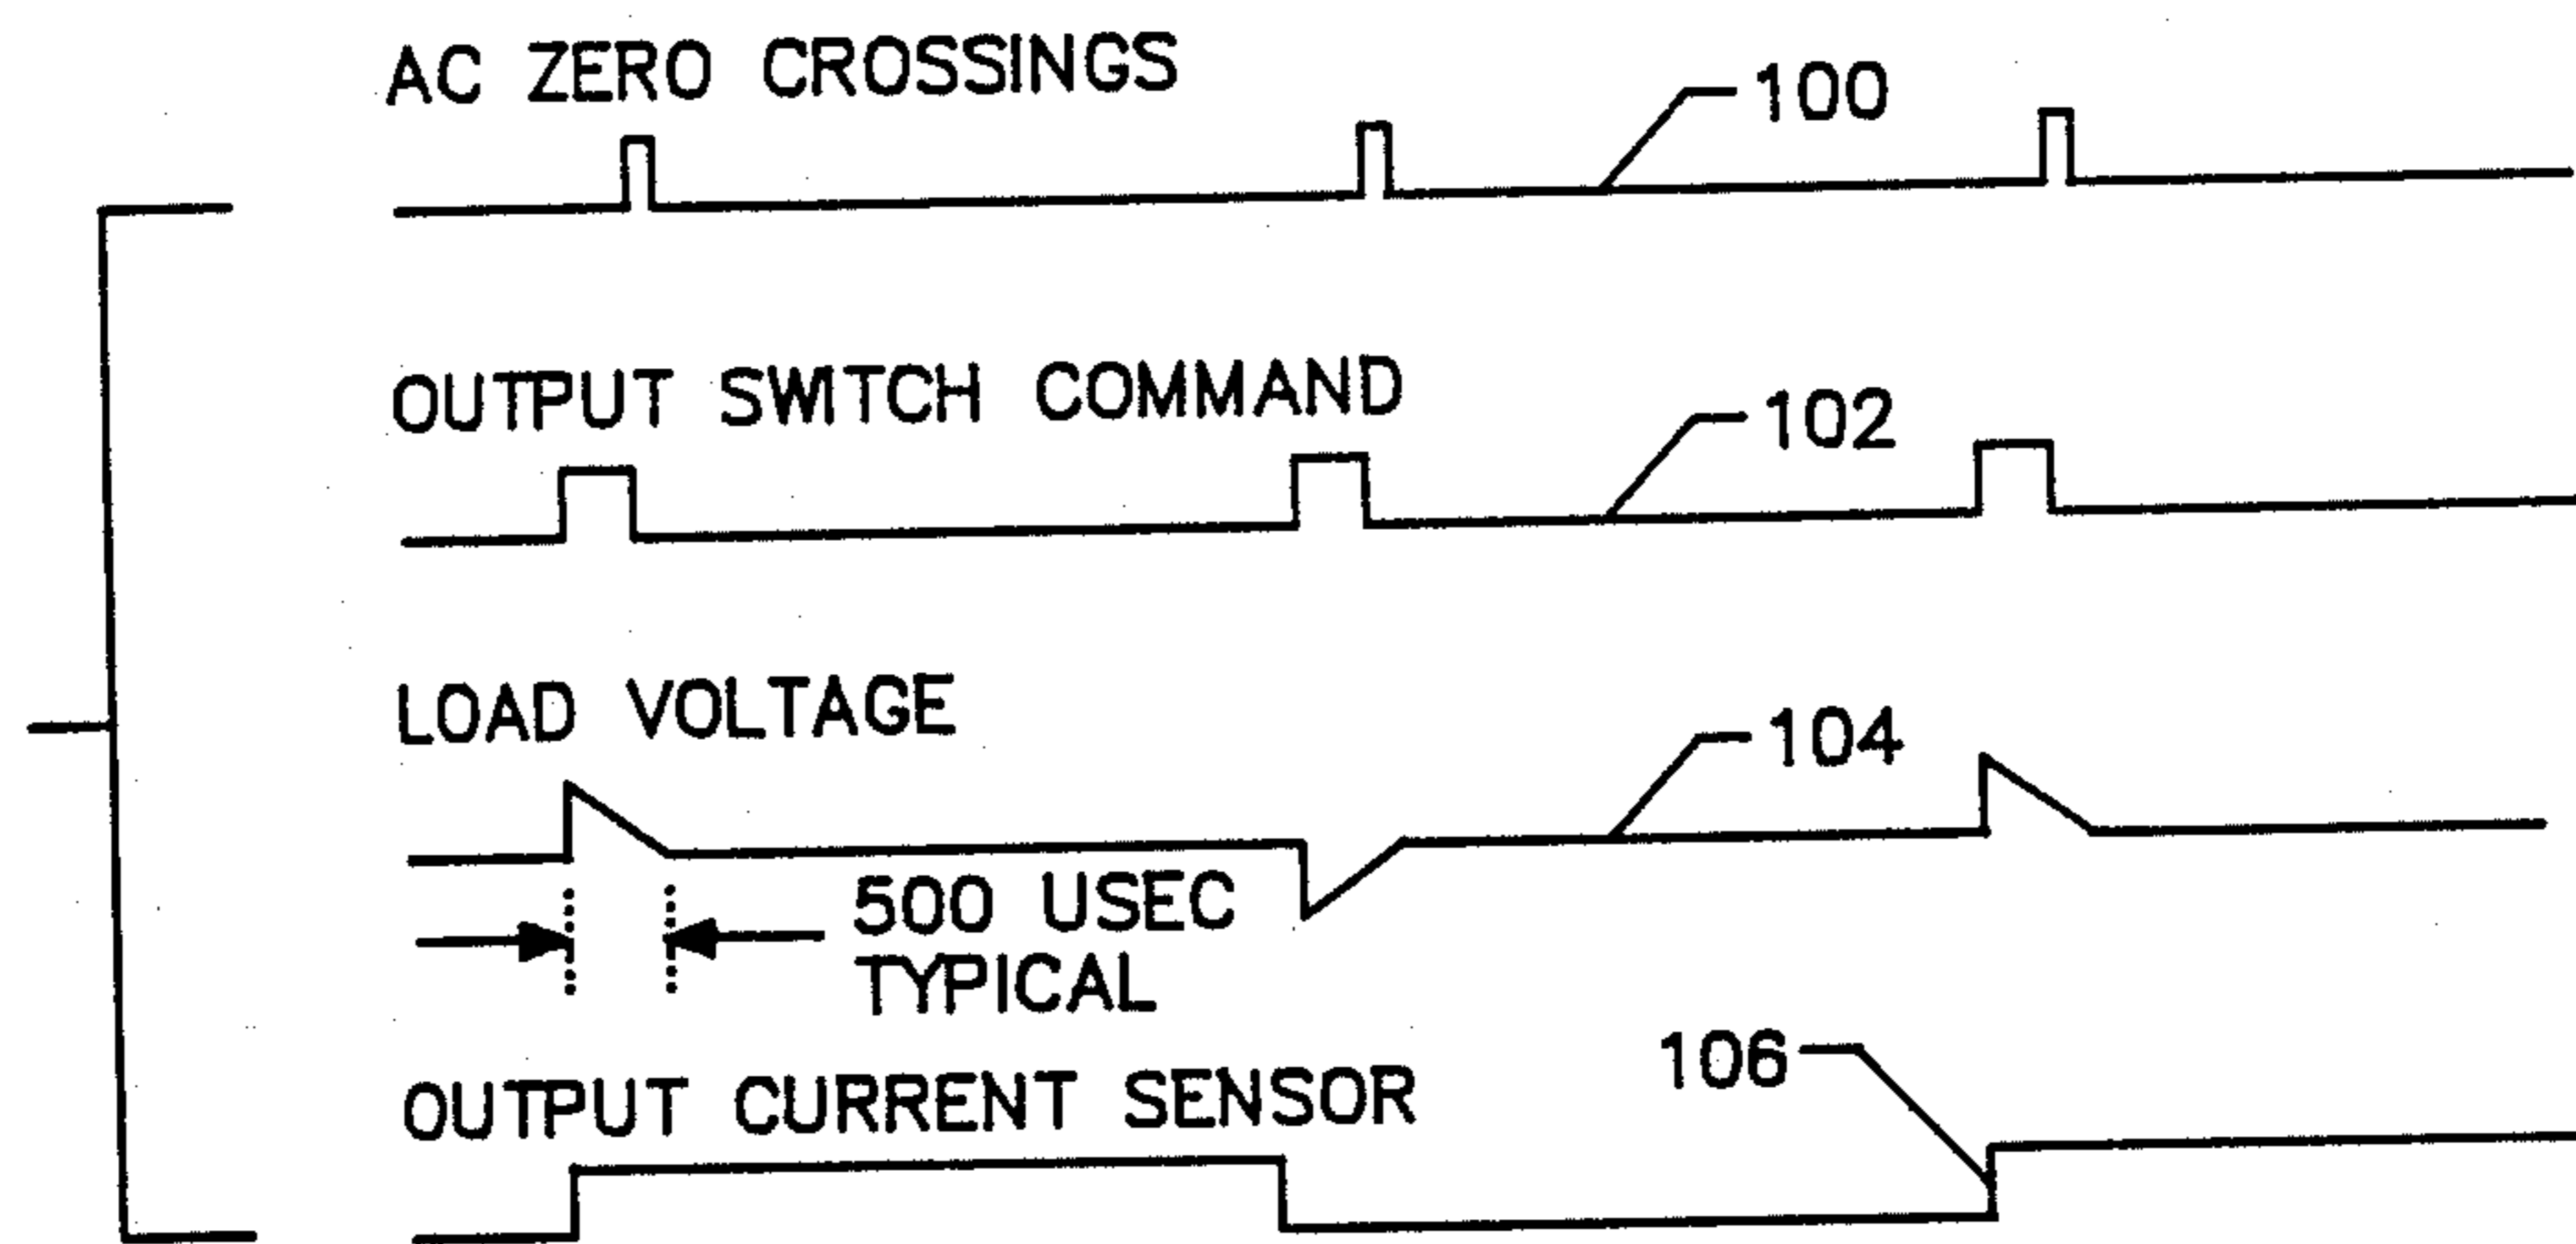 AC ZERO CROSSINGS
100
OUTPUT SWITCH COMMAND
102
LOAD VOLTAGE
104
500 USEC
TYPICAL
106
OUTPUT CURRENT SENSOR